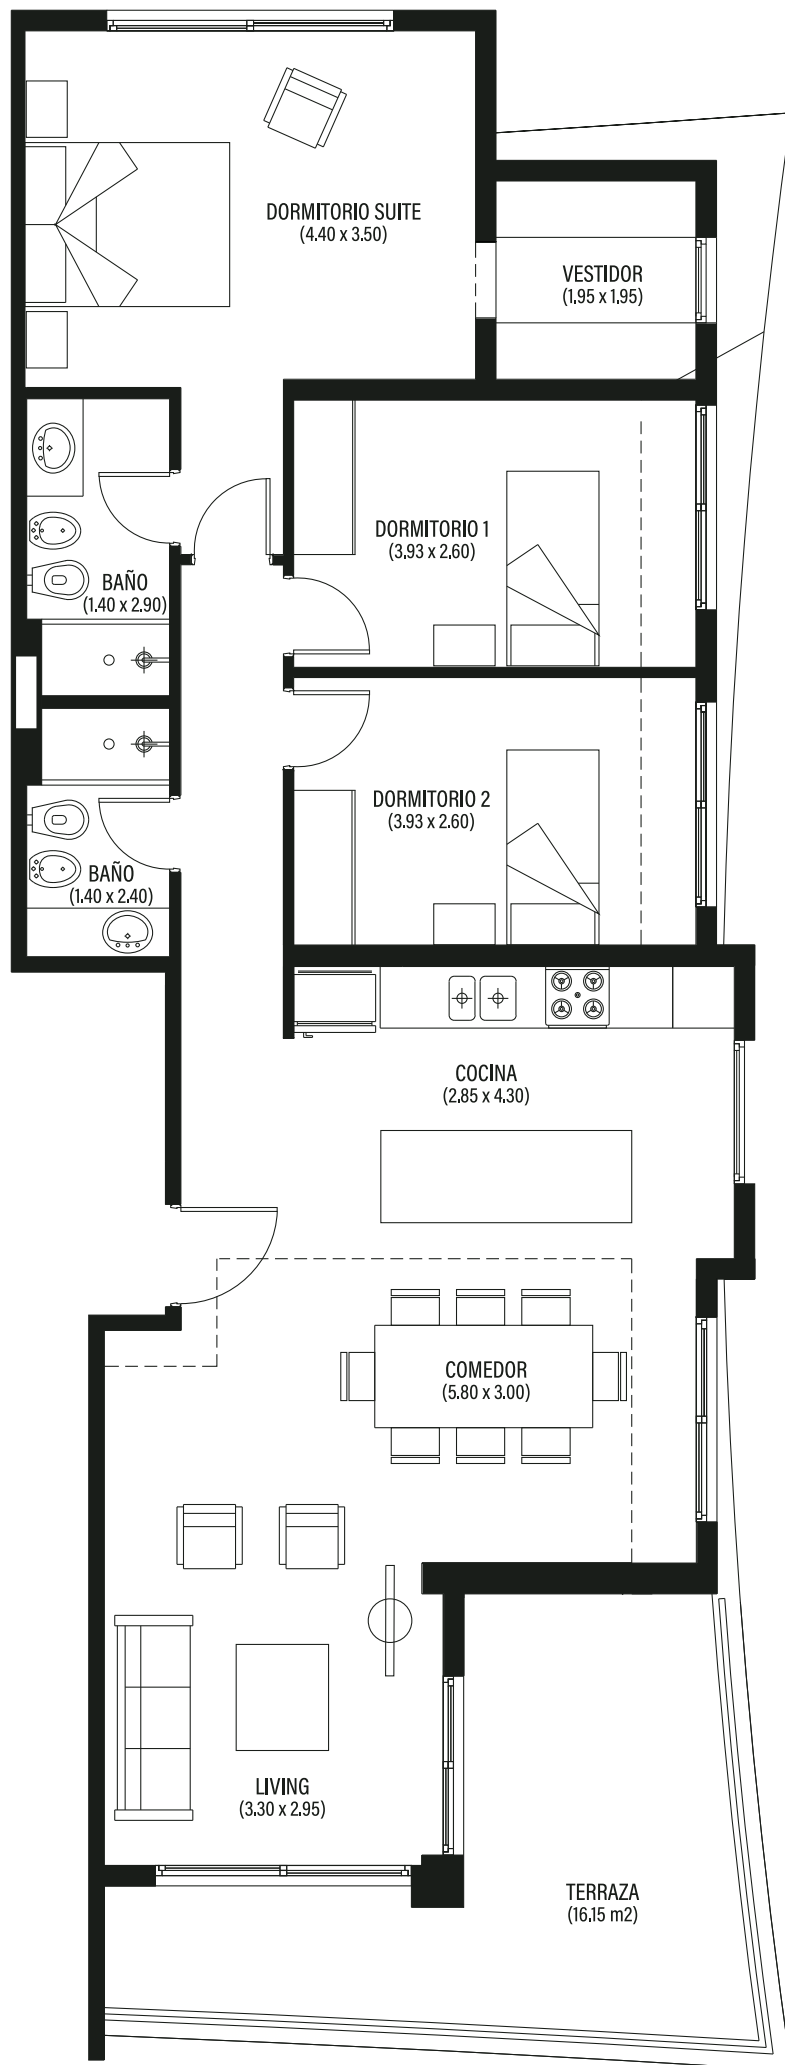 DORMITORIO SUITE
(4.40 x 3.50)
VESTIDOR
(1.95 x 1.95)
DORMITORIO 1
(3.93 x 2.60)
BAÑO
(1.40 x 2.90)
DORMITORIO 2
(3.93 x 2.60)
BAÑO
(1.40 x 2.40)
COCINA
(2.85 x 4.30)
COMEDOR
(5.80 x 3.00)
LIVING
(3.30 x 2.95)
TERRAZA
(16.15 m2)